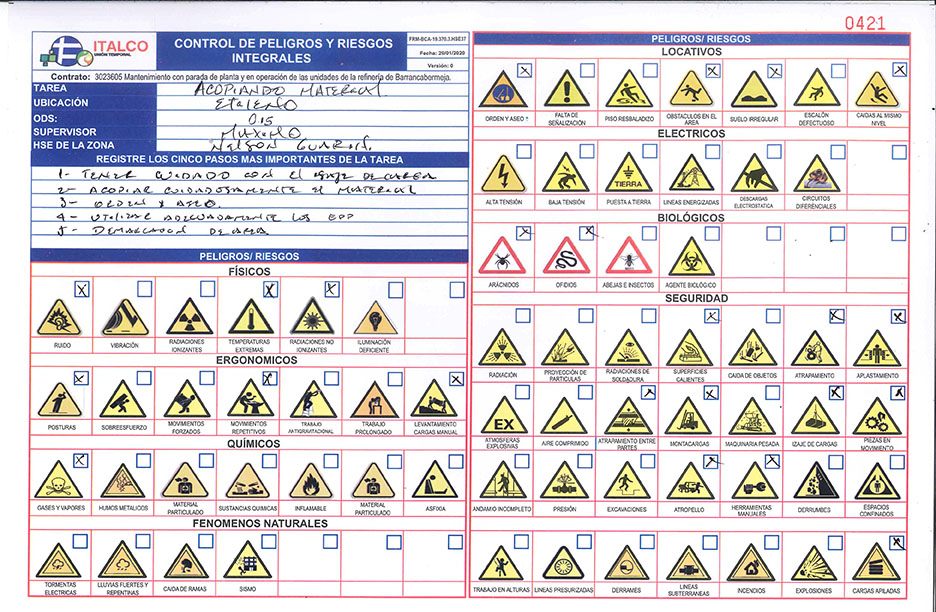 0421
ITALCO
UNIÓN TEMPORAL
CONTROL DE PELIGROS Y RIESGOS
INTEGRALES
FRM-BCA-19.370.3.HSE37
Fecha: 20/01/2020
Versión: 0
Contrato: 3023605 Mantenimiento con parada de planta y en operación de las unidades de la refinería de Barrancabermeja.
TAREA ACOPIANDO MATERIAL
UBICACIÓN Etileno
ODS: 015
SUPERVISOR MAXIMO
HSE DE LA ZONA Nelson
REGISTRE LOS CINCO PASOS MAS IMPORTANTES DE LA TAREA
1- TENER CUIDADO CON EL IZAJE DE CARGA
2- ACOPIAR CUIDADOSAMENTE EL MATERIAL
3- ORDEN Y ASEO.
4- UTILIZAR ADECUADAMENTE LOS EPP
5- DEMARCACION DE AREA
PELIGROS/ RIESGOS
FÍSICOS
RUIDO
VIBRACIÓN
RADIACIONES IONIZANTES
TEMPERATURAS EXTREMAS
RADIACIONES NO IONIZANTES
ILUMINACIÓN DEFICIENTE
ERGONOMICOS
POSTURAS
SOBREESFUERZO
MOVIMIENTOS FORZADOS
MOVIMIENTOS REPETITIVOS
TRABAJO ANTIGRAVITACIONAL
TRABAJO PROLONGADO
LEVANTAMIENTO CARGAS MANUAL
QUÍMICOS
GASES Y VAPORES
HUMOS METALICOS
MATERIAL PARTICULADO
SUSTANCIAS QUIMICAS
INFLAMABLE
MATERIAL PARTICULADO
ASFIXIA
FENOMENOS NATURALES
TORMENTAS ELECTRICAS
LLUVIAS FUERTES Y REPENTINAS
CAIDA DE RAMAS
SISMO
PELIGROS/ RIESGOS
LOCATIVOS
ORDEN Y ASEO
FALTA DE SEÑALIZACIÓN
PISO RESBALADIZO
OBSTACULOS EN EL AREA
SUELO IRREGULAR
ESCALÓN DEFECTUOSO
CAIDAS AL MISMO NIVEL
ELECTRICOS
TIERRA
ALTA TENSIÓN
BAJA TENSIÓN
PUESTA A TIERRA
LINEAS ENERGIZADAS
DESCARGAS ELECTROSTATICA
CIRCUITOS DIFERENCIALES
BIOLÓGICOS
ARÁCNIDOS
OFIDIOS
ABEJAS E INSECTOS
AGENTE BIOLÓGICO
SEGURIDAD
RADIACIÓN
PROYECCIÓN DE PARTICULAS
RADIACIONES DE SOLDADURA
SUPERFICIES CALIENTES
CAIDA DE OBJETOS
ATRAPAMIENTO
APLASTAMIENTO
EX
ATMOSFERAS EXPLOSIVAS
AIRE COMPRIMIDO
ATRAPAMIENTO ENTRE PARTES
MONTACARGAS
MAQUINARIA PESADA
IZAJE DE CARGAS
PIEZAS EN MOVIMIENTO
ANDAMIO INCOMPLETO
PRESIÓN
EXCAVACIONES
ATROPELLO
HERRAMIENTAS MANUALES
DERRUMBES
ESPACIOS CONFINADOS
TRABAJO EN ALTURAS
LINEAS PRESURIZADAS
DERRAMES
LINEAS SUBTERRANEAS
INCENDIOS
EXPLOSIONES
CARGAS APILADAS